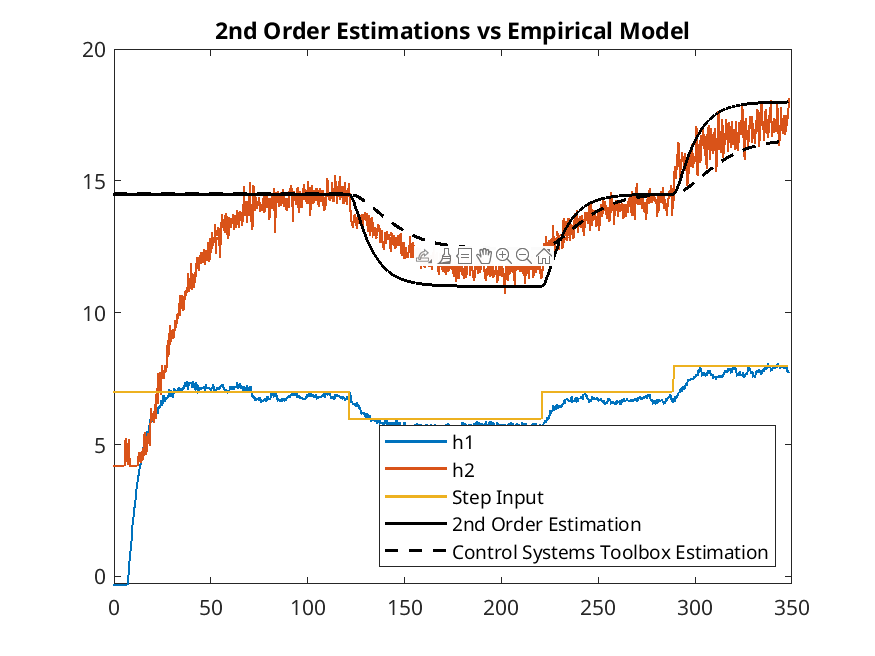 2nd Order Estimations vs Empirical Model
20
15
10
5
0
0 50 100 150 200 250 300 350
h1
h2
Step Input
2nd Order Estimation
Control Systems Toolbox Estimation